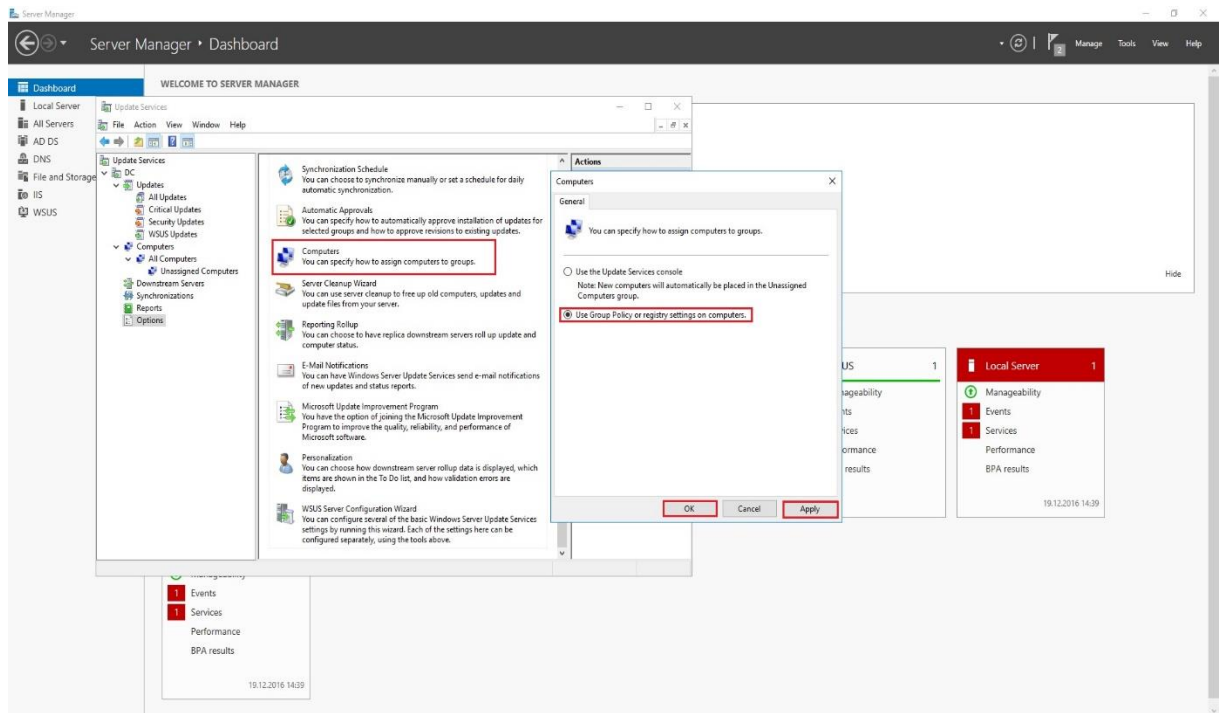 Server Manager
Server Manager • Dashboard
2
Manage
Tools
View
Help
Dashboard
Local Server
All Servers
AD DS
DNS
File and Storage
IIS
WSUS
WELCOME TO SERVER MANAGER
Update Services
File Action View Window Help
Update Services
DC
Updates
All Updates
Critical Updates
Security Updates
WSUS Updates
Computers
All Computers
Unassigned Computers
Downstream Servers
Synchronizations
Reports
Options
Synchronization Schedule
You can choose to synchronize manually or set a schedule for daily
automatic synchronization.
Automatic Approvals
You can specify how to automatically approve installation of updates for
selected groups and how to approve revisions to existing updates.
Computers
You can specify how to assign computers to groups.
Server Cleanup Wizard
You can use server cleanup to free up old computers, updates and
update files from your server.
Reporting Rollup
You can choose to have replica downstream servers roll up update and
computer status.
E-Mail Notifications
You can have Windows Server Update Services send e-mail notifications
of new updates and status reports.
Microsoft Update Improvement Program
You have the option of joining the Microsoft Update Improvement
Program to improve the quality, reliability, and performance of
Microsoft software.
Personalization
You can choose how downstream server rollup data is displayed, which
items are shown in the To Do list, and how validation errors are
displayed.
WSUS Server Configuration Wizard
You can configure several of the basic Windows Server Update Services
settings by running this wizard. Each of the settings here can be
configured separately, using the tools above.
Actions
Computers
General
You can specify how to assign computers to groups.
Use the Update Services console
Note: New computers will automatically be placed in the Unassigned
Computers group.
Use Group Policy or registry settings on computers.
OK
Cancel
Apply
Hide
US 1
nageability
nts
vices
ormance
results
Local Server 1
Manageability
1 Events
1 Services
Performance
BPA results
19.12.2016 14:39
1 Events
1 Services
Performance
BPA results
19.12.2016 14:39